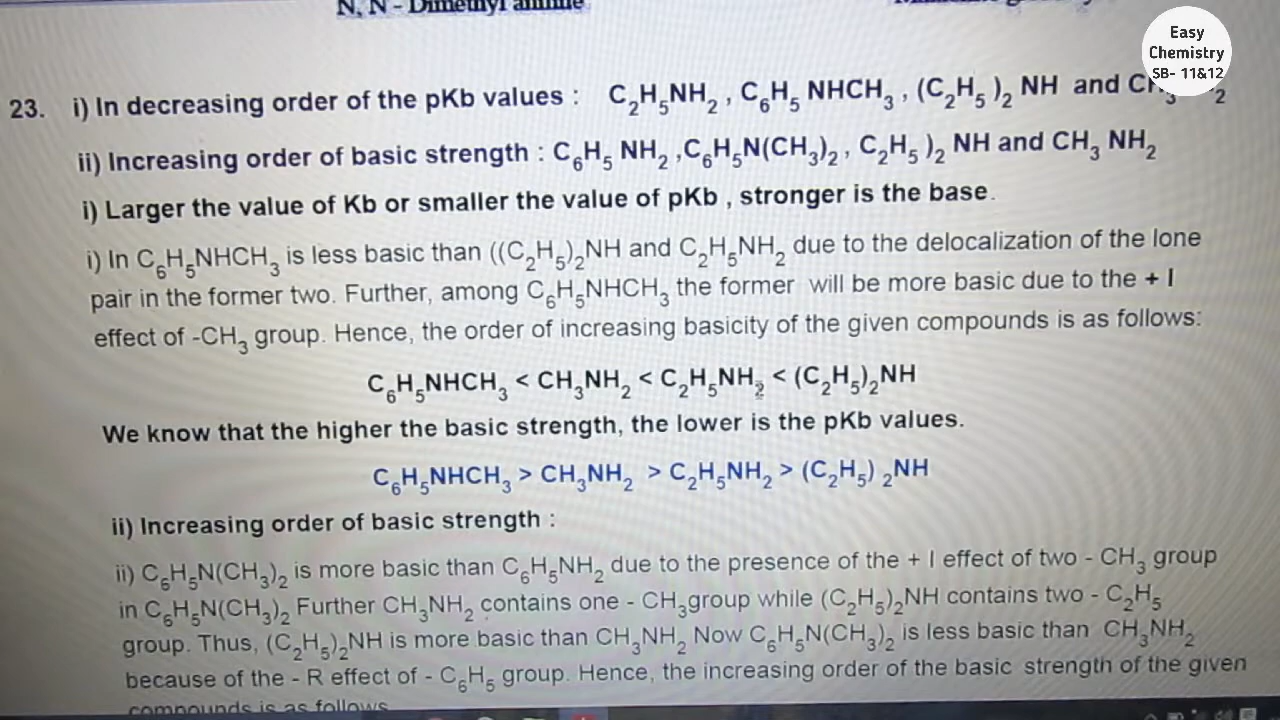 N, N - Dimethyl amine
Easy
Chemistry
SB- 11&12
23. i) In decreasing order of the pKb values : C₂H₅NH₂ , C₆H₅ NHCH₃ , (C₂H₅ )₂ NH and
ii) Increasing order of basic strength : C₆H₅ NH₂ ,C₆H₅N(CH₃)₂ , C₂H₅ )₂ NH and CH₃ NH₂
i) Larger the value of Kb or smaller the value of pKb , stronger is the base.
i) In C₆H₅NHCH₃ is less basic than ((C₂H₅)₂NH and C₂H₅NH₂ due to the delocalization of the lone
pair in the former two. Further, among C₆H₅NHCH₃ the former will be more basic due to the + I
effect of -CH₃ group. Hence, the order of increasing basicity of the given compounds is as follows:
C₆H₅NHCH₃ < CH₃NH₂ < C₂H₅NH₂ < (C₂H₅)₂NH
We know that the higher the basic strength, the lower is the pKb values.
C₆H₅NHCH₃ > CH₃NH₂ > C₂H₅NH₂ > (C₂H₅) ₂NH
ii) Increasing order of basic strength :
ii) C₆H₅N(CH₃)₂ is more basic than C₆H₅NH₂ due to the presence of the + I effect of two - CH₃ group
in C₆H₅N(CH₃)₂ Further CH₃NH₂ contains one - CH₃group while (C₂H₅)₂NH contains two - C₂H₅
group. Thus, (C₂H₅)₂NH is more basic than CH₃NH₂ Now C₆H₅N(CH₃)₂ is less basic than CH₃NH₂
because of the - R effect of - C₆H₅ group. Hence, the increasing order of the basic strength of the given
compounds is as follows